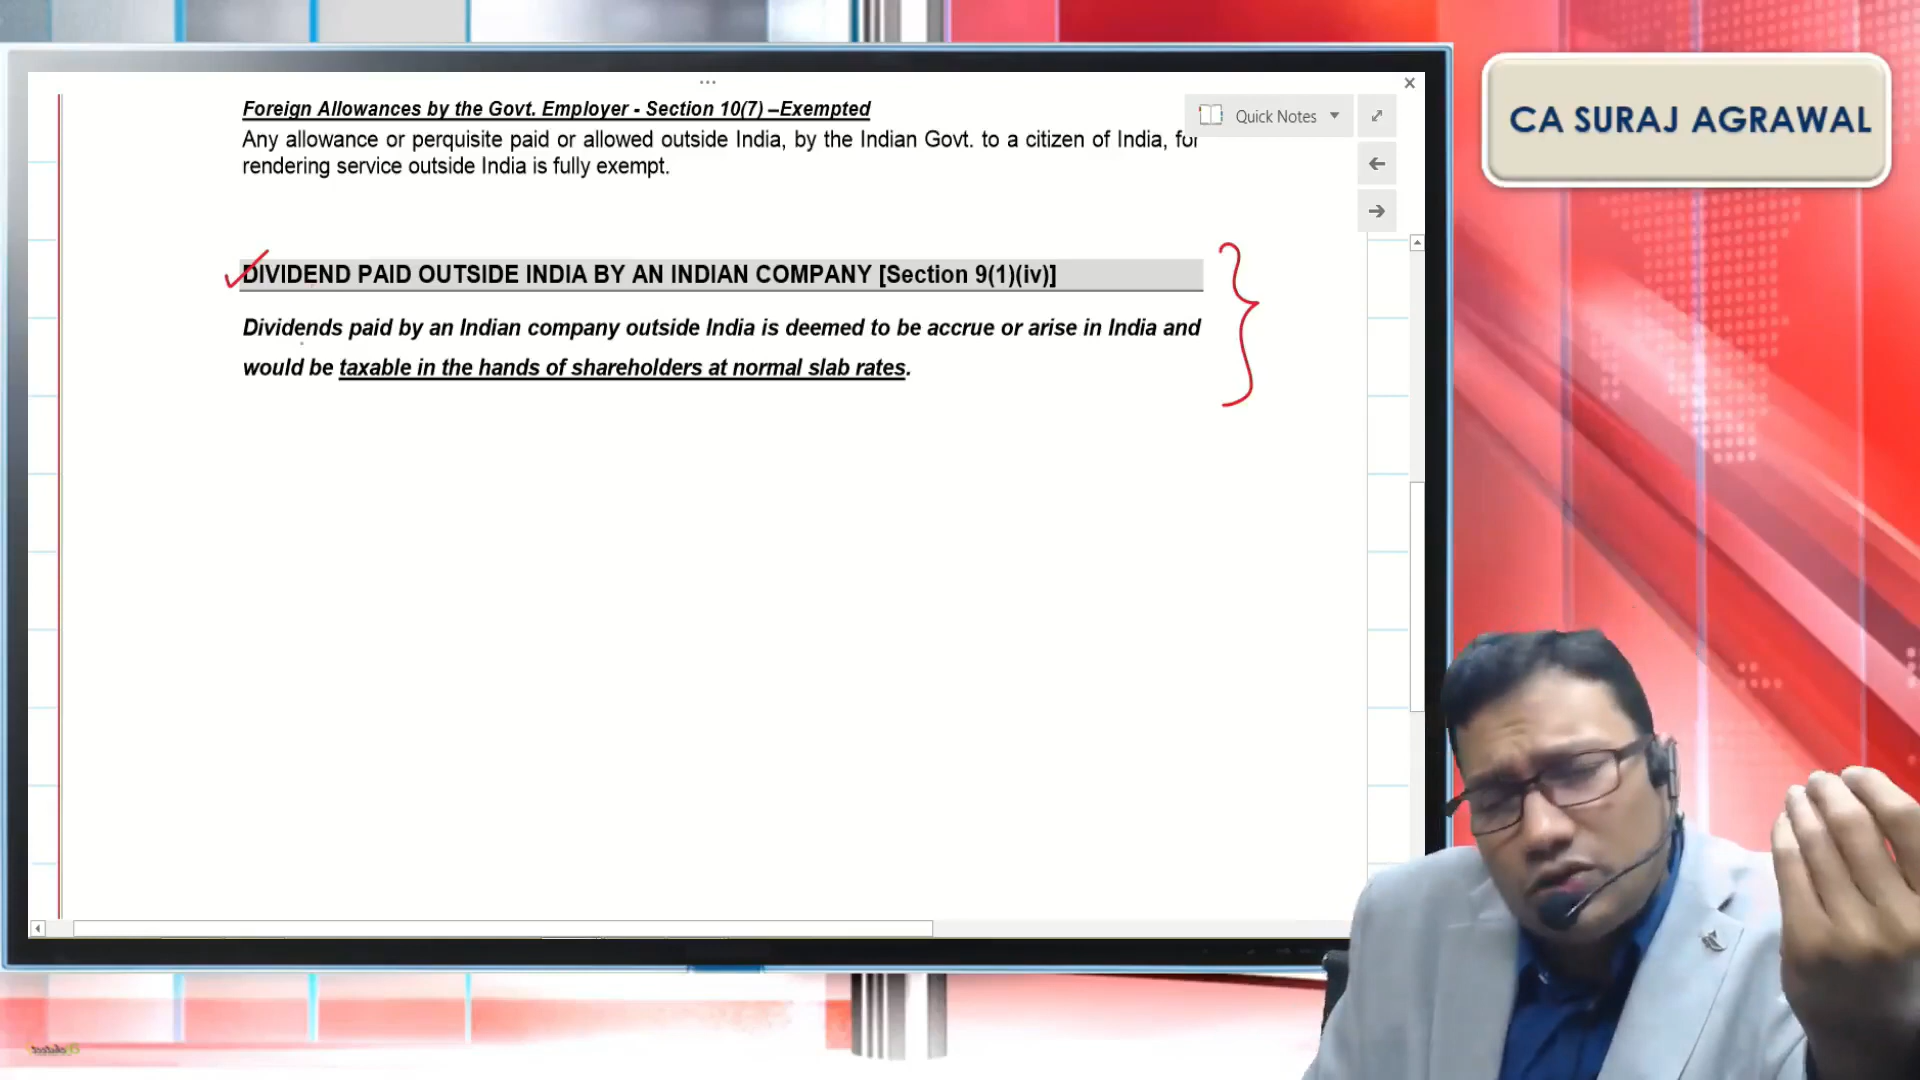 CA SURAJ AGRAWAL
Foreign Allowances by the Govt. Employer - Section 10(7) –Exempted
Quick Notes
Any allowance or perquisite paid or allowed outside India, by the Indian Govt. to a citizen of India, for
rendering service outside India is fully exempt.
DIVIDEND PAID OUTSIDE INDIA BY AN INDIAN COMPANY [Section 9(1)(iv)]
Dividends paid by an Indian company outside India is deemed to be accrue or arise in India and
would be taxable in the hands of shareholders at normal slab rates.